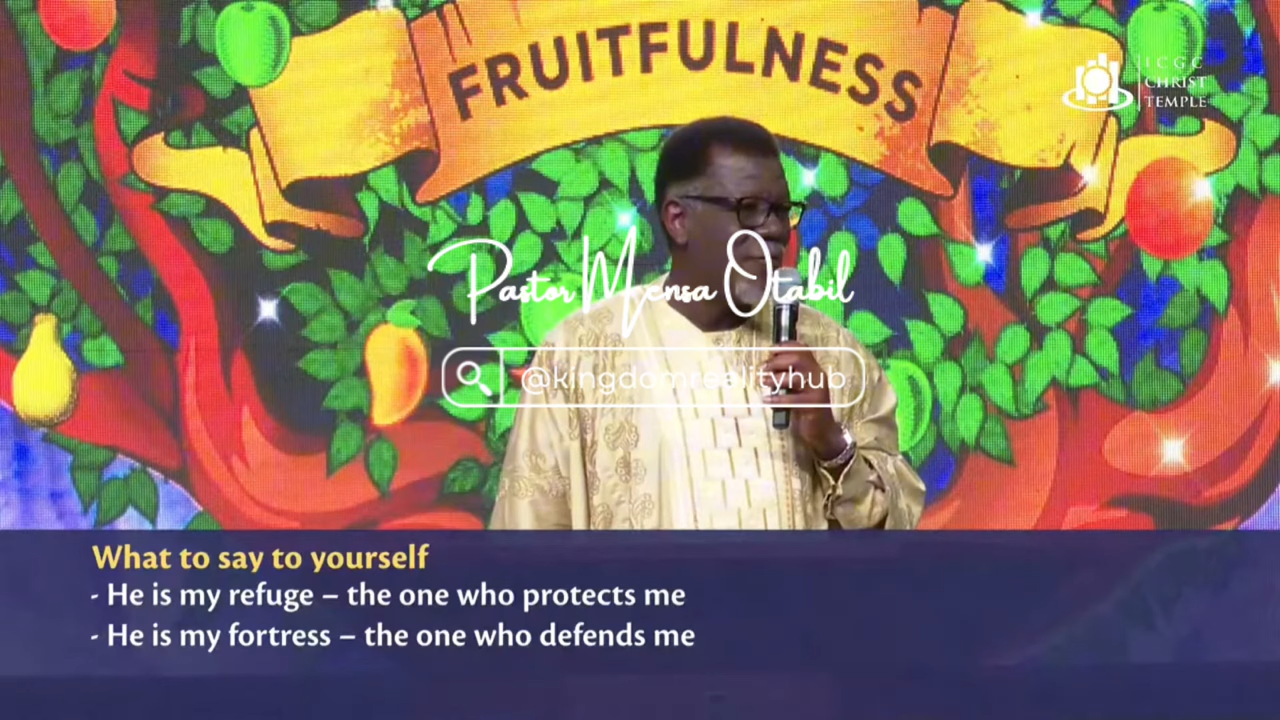 FRUITFULNESS
ICGC
CHRIST
TEMPLE
Pastor Mensa Otabil
@kingdomrealityhub
What to say to yourself
- He is my refuge – the one who protects me
- He is my fortress – the one who defends me